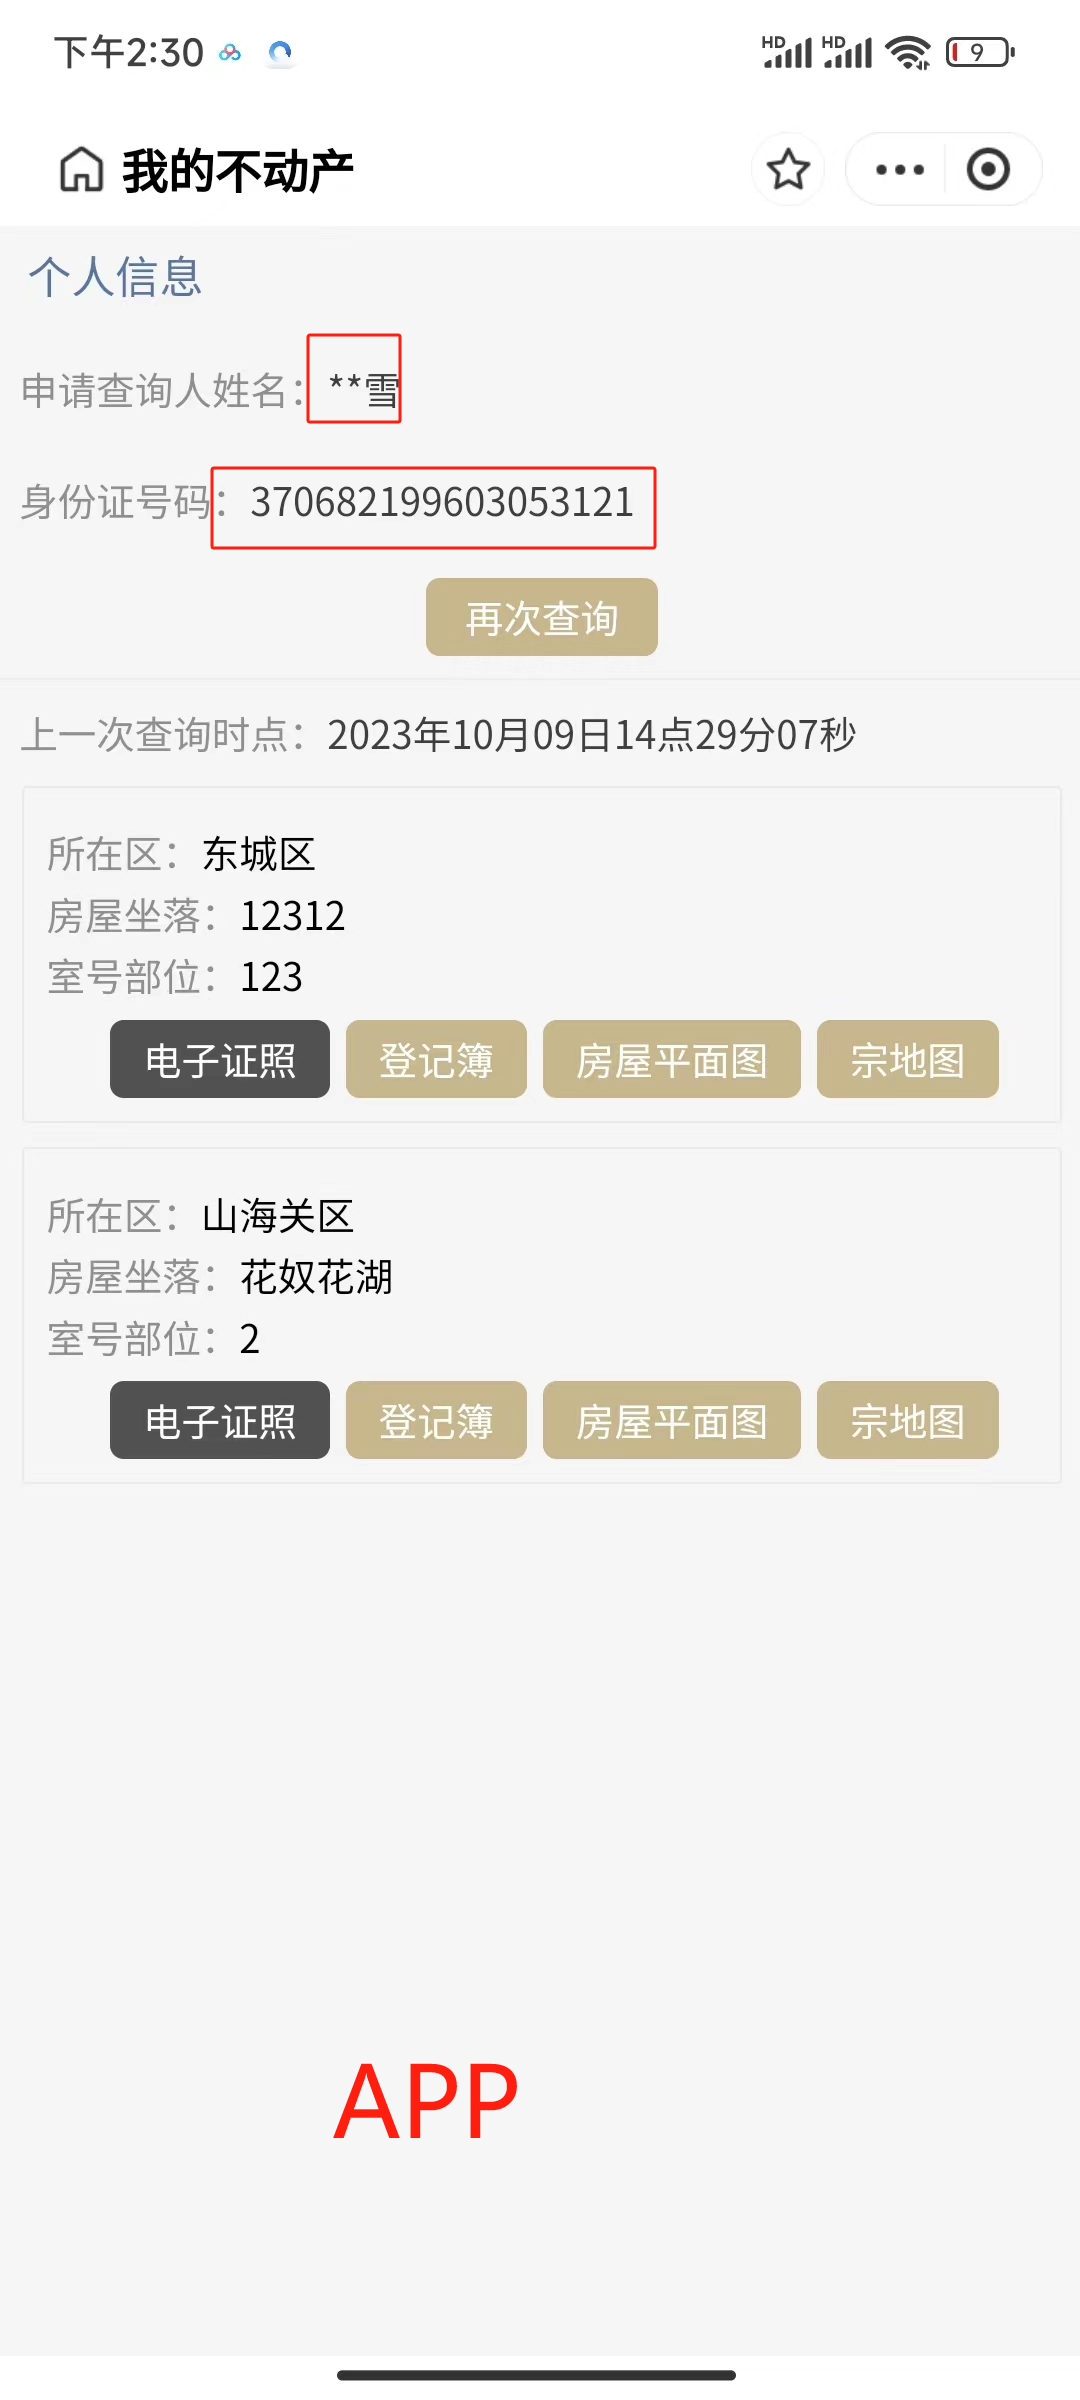 下午2:30 HD HD 9
我的不动产
个人信息
申请查询人姓名：**雪
身份证号码：370682199603053121
再次查询
上一次查询时点：2023年10月09日14点29分07秒
所在区：东城区
房屋坐落：12312
室号部位：123
电子证照 登记簿 房屋平面图 宗地图
所在区：山海关区
房屋坐落：花奴花湖
室号部位：2
电子证照 登记簿 房屋平面图 宗地图
APP